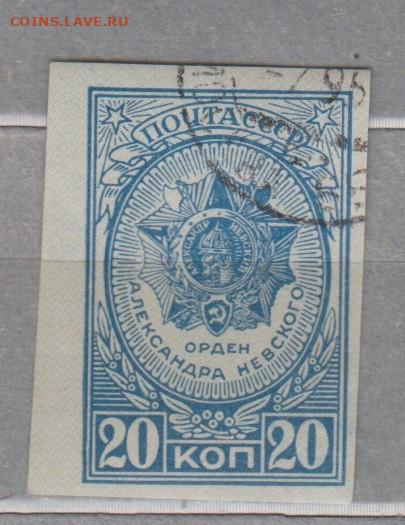 COINS.LAVE.RU
ПОЧТА СССР
АЛЕКСАНДР НЕВСКИЙ
ОРДЕН
АЛЕКСАНДРА НЕВСКОГО
20 КОП 20